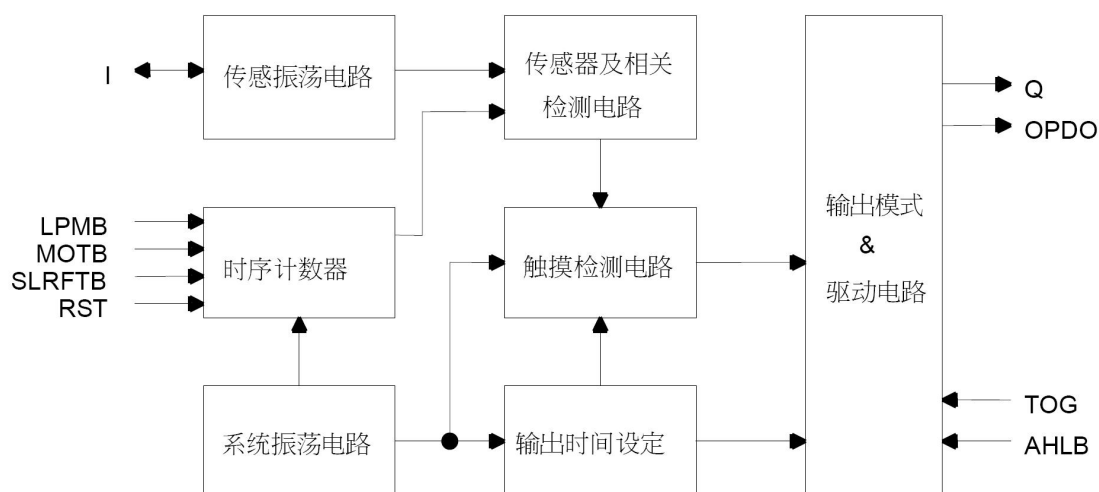 I
传感振荡电路
传感器及相关
检测电路
Q
OPDO
LPMB
MOTB
SLRFTB
RST
时序计数器
触摸检测电路
输出模式
&
驱动电路
系统振荡电路
输出时间设定
TOG
AHLB